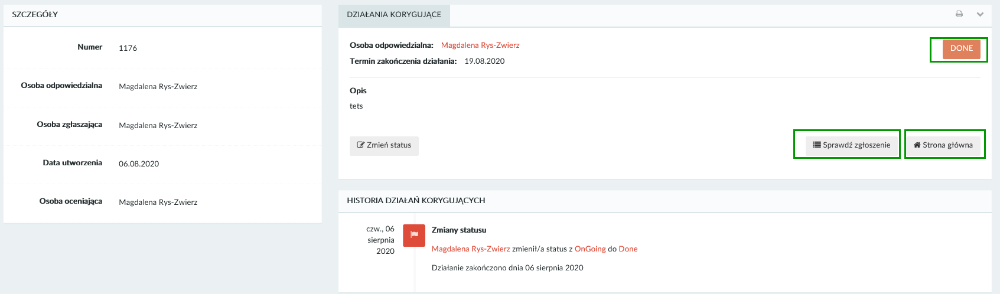 SZCZEGÓŁY
Numer 1176
Osoba odpowiedzialna Magdalena Rys-Zwierz
Osoba zgłaszająca Magdalena Rys-Zwierz
Data utworzenia 06.08.2020
Osoba oceniająca Magdalena Rys-Zwierz
DZIAŁANIA KORYGUJĄCE
Osoba odpowiedzialna: Magdalena Rys-Zwierz
DONE
Termin zakończenia działania: 19.08.2020
Opis
tets
Zmień status Sprawdź zgłoszenie Strona główna
HISTORIA DZIAŁAŃ KORYGUJĄCYCH
czw., 06
sierpnia
2020
Zmiany statusu
Magdalena Rys-Zwierz zmienił/a status z OnGoing do Done
Działanie zakończono dnia 06 sierpnia 2020